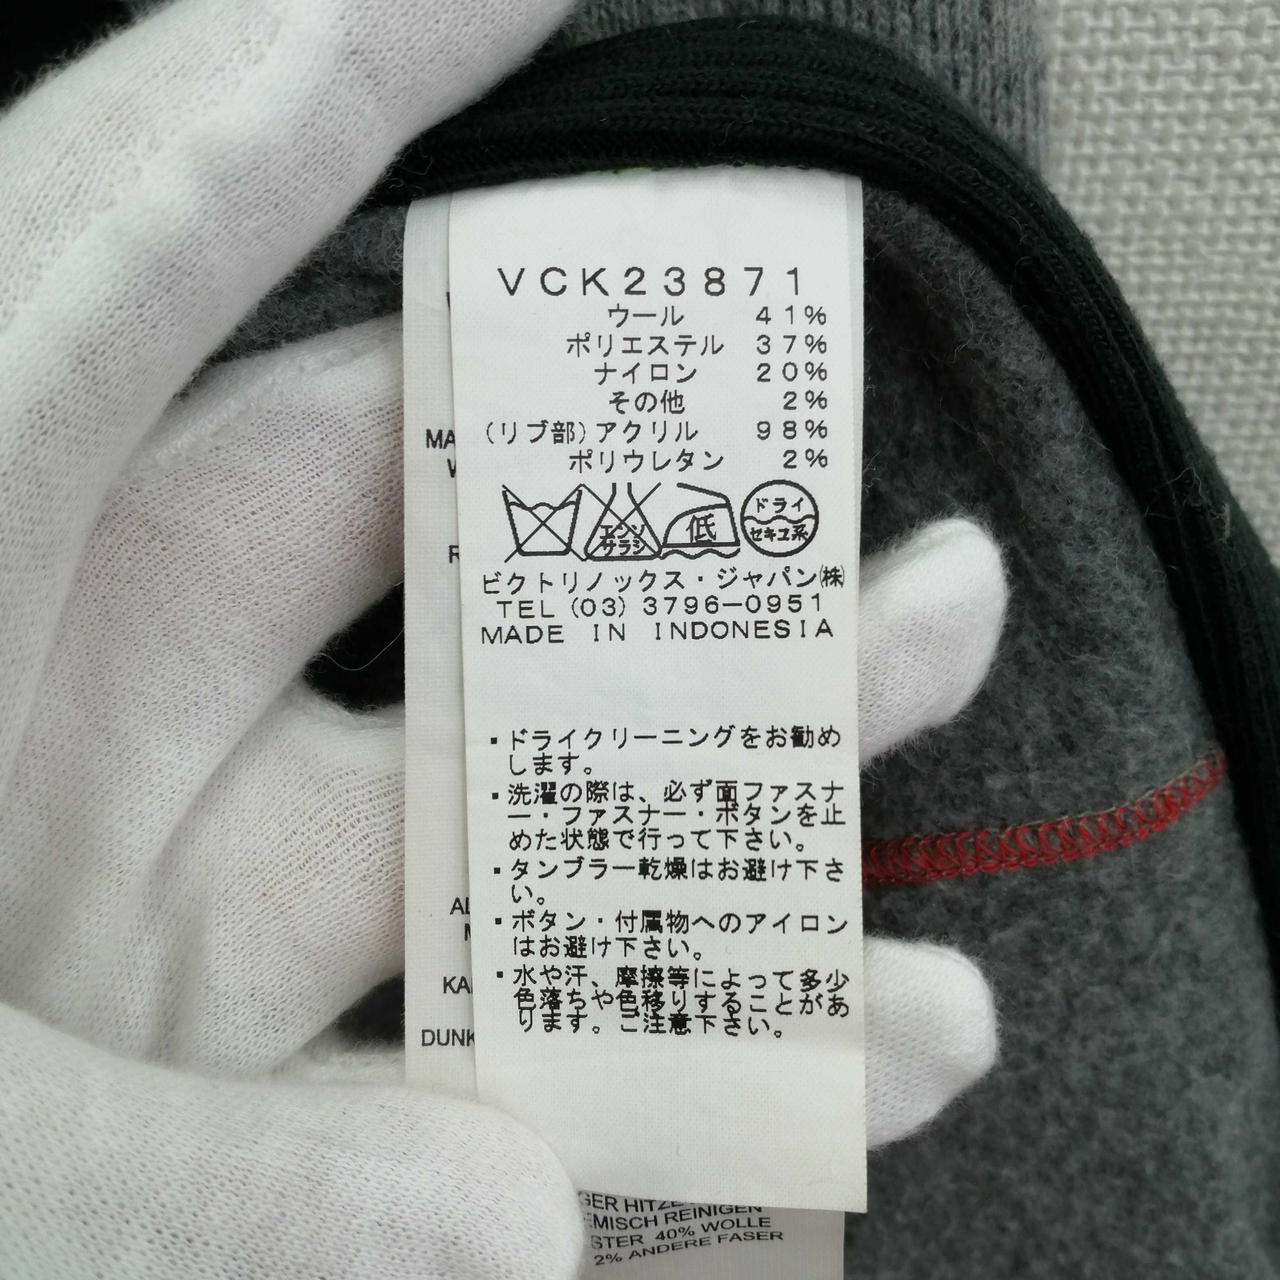 VCK23871
ウール 41%
ポリエステル 37%
ナイロン 20%
その他 2%
(リブ部)アクリル 98%
ポリウレタン 2%
エンソ
サラシ
低
ドライ
セキユ系
ビクトリノックス・ジャパン㈱
TEL (03) 3796-0951
MADE IN INDONESIA
▪ドライクリーニングをお勧め
します。
▪洗濯の際は、必ず面ファスナ
ー・ファスナー・ボタンを止
めた状態で行って下さい。
▪タンブラー乾燥はお避け下さ
い。
▪ボタン・付属物へのアイロン
はお避け下さい。
▪水や汗、摩擦等によって多少
色落ちや色移りすることがあ
ります。ご注意下さい。
MA
KA
DUNK
GER HITZE
EMISCH REINIGEN
STER 40% WOLLE
2% ANDERE FASER